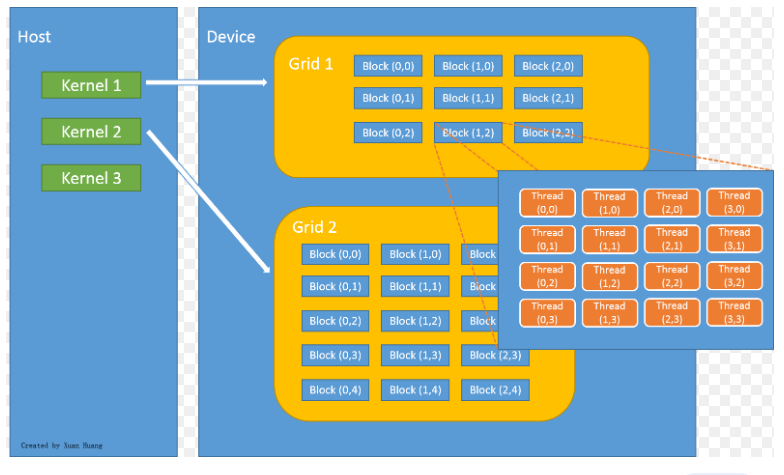 Host
Kernel 1
Kernel 2
Kernel 3
Created by Xuan Huang
Device
Grid 1
Block (0,0) Block (1,0) Block (2,0)
Block (0,1) Block (1,1) Block (2,1)
Block (0,2) Block (1,2) Block (2,2)
Grid 2
Block (0,0) Block (1,0) Block
Block (0,1) Block (1,1) Block
Block (0,2) Block (1,2) Block
Block (0,3) Block (1,3) Block (2,3)
Block (0,4) Block (1,4) Block (2,4)
Thread Thread Thread Thread
(0,0) (1,0) (2,0) (3,0)
Thread Thread Thread Thread
(0,1) (1,1) (2,1) (3,1)
Thread Thread Thread Thread
(0,2) (1,2) (2,2) (3,2)
Thread Thread Thread Thread
(0,3) (1,3) (2,3) (3,3)